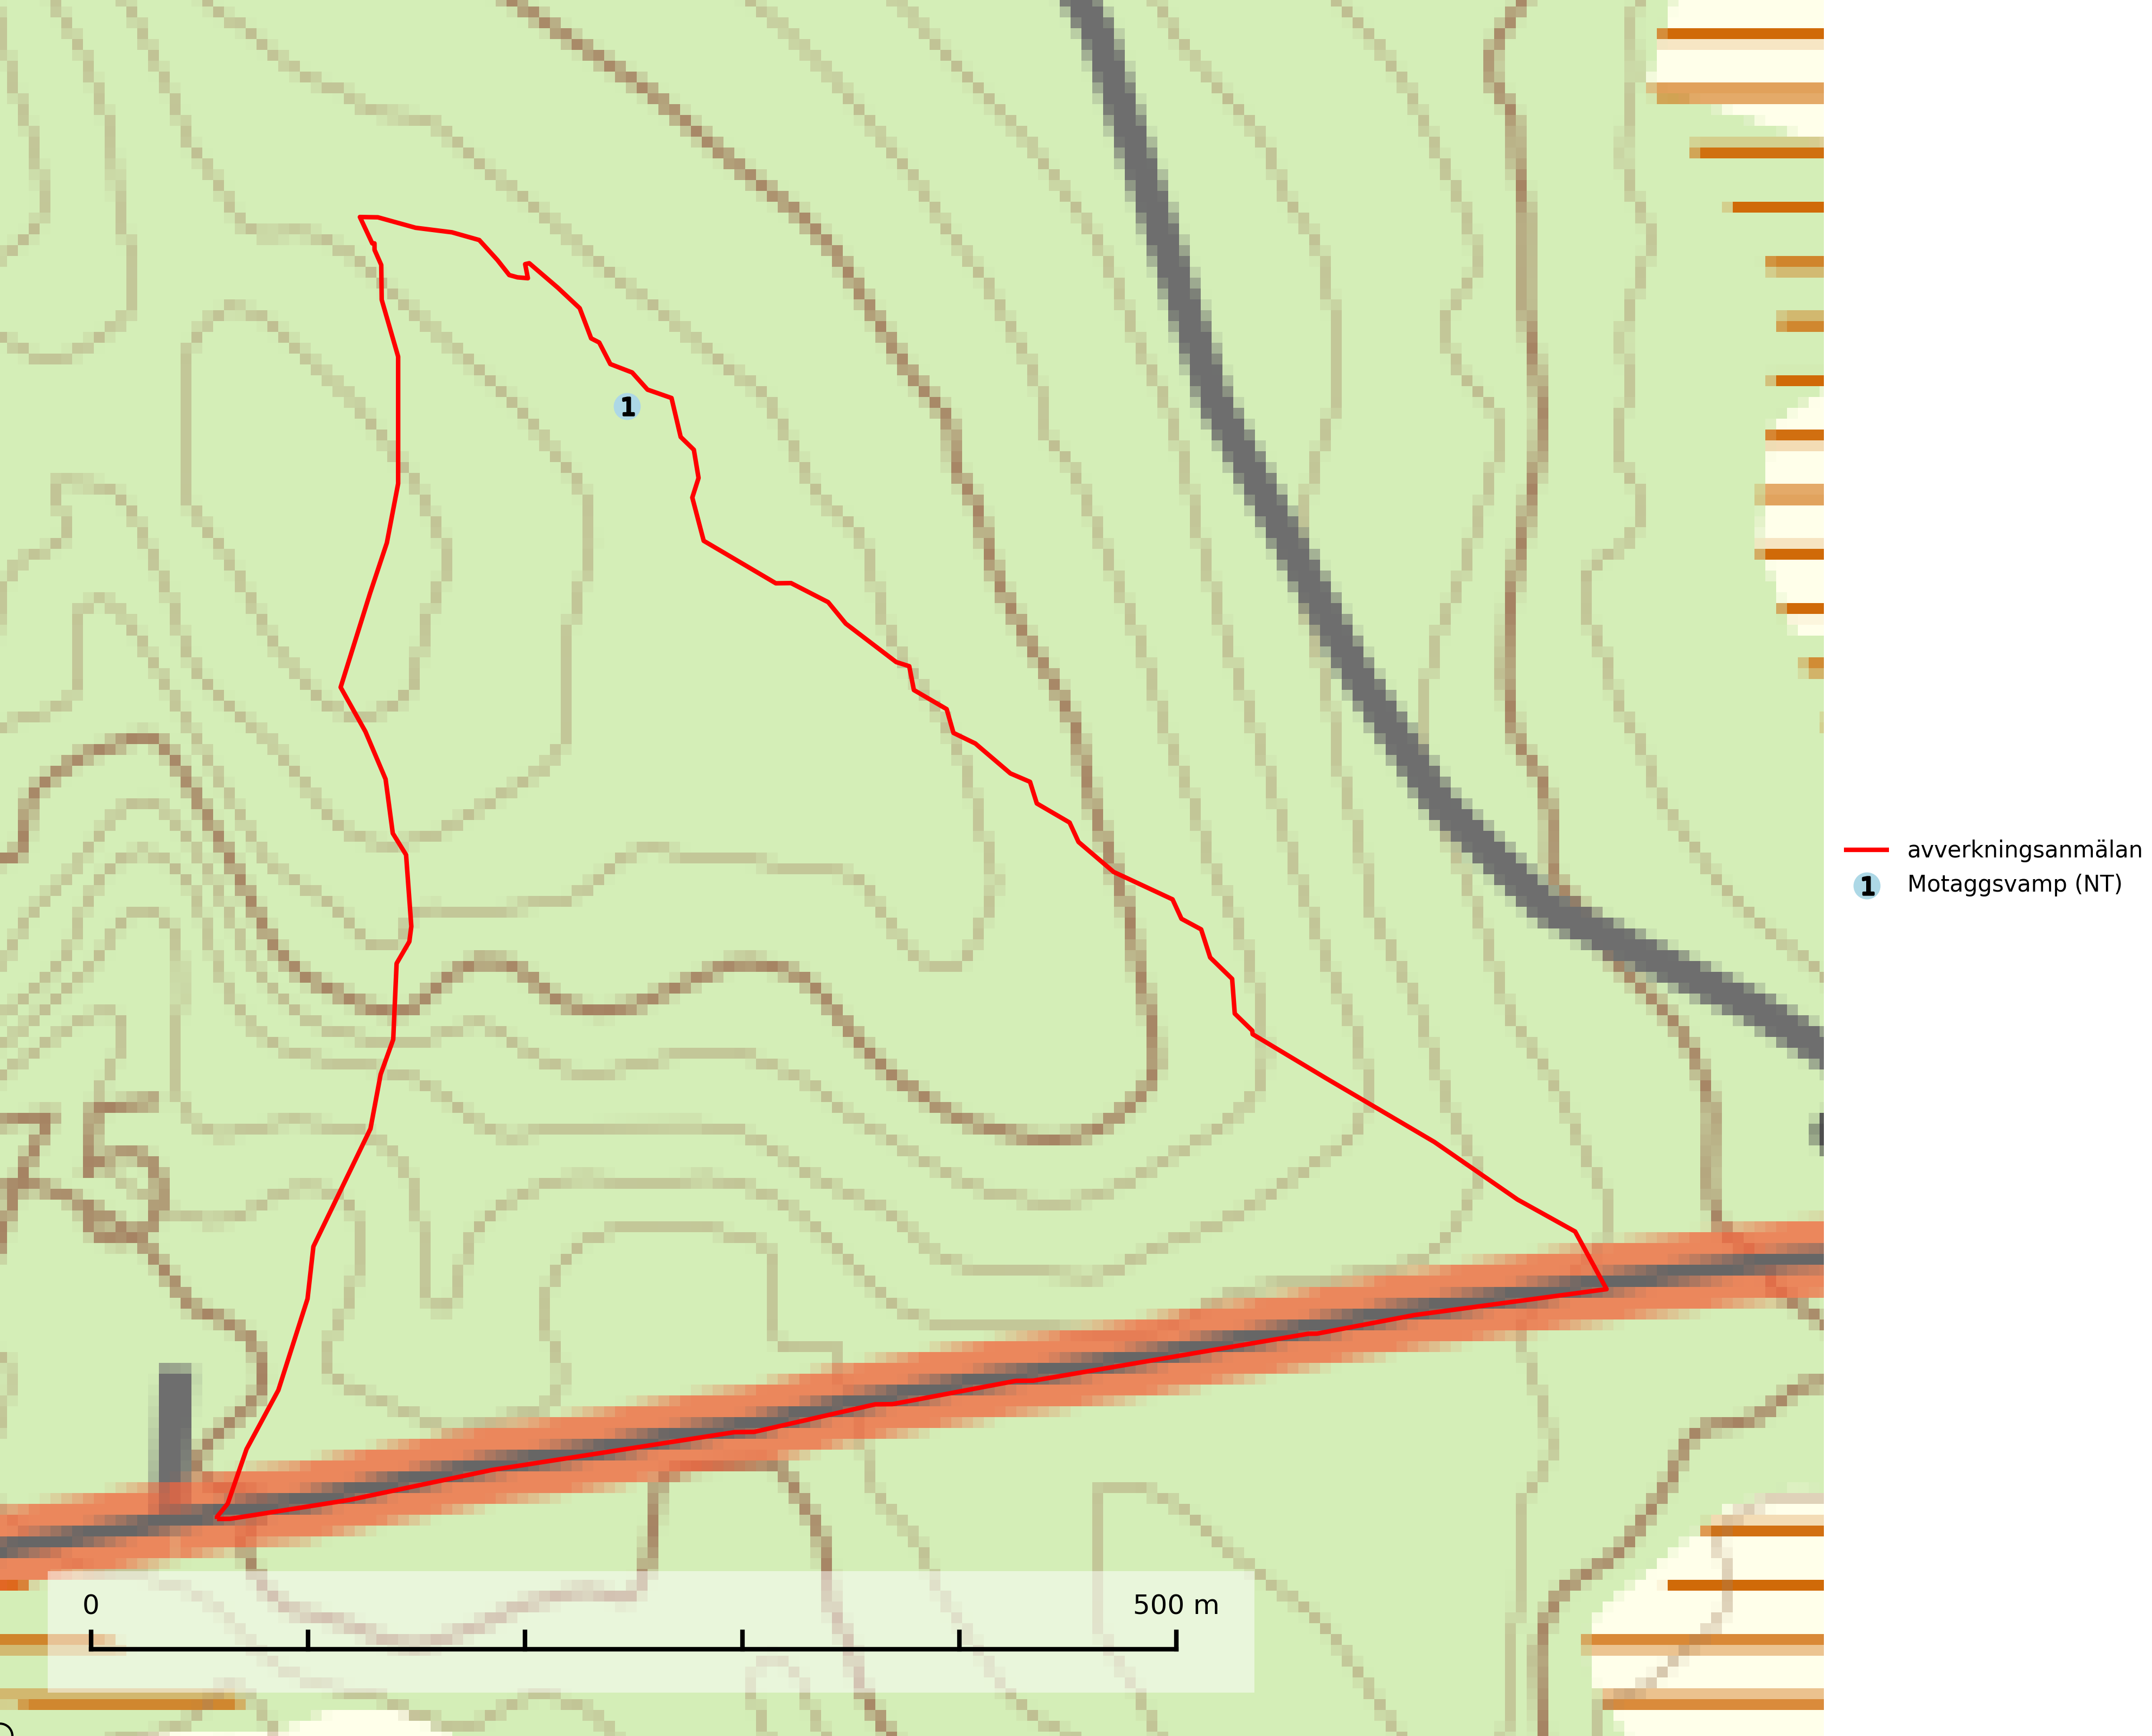 1
75
avverkningsanmälan
1 Motaggsvamp (NT)
0 500 m